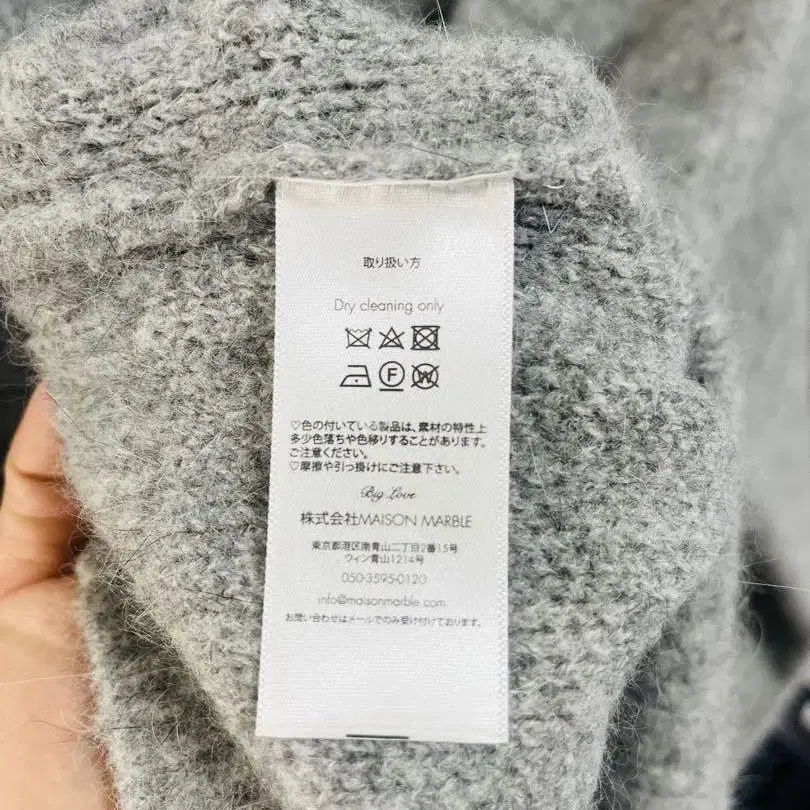 取り扱い方
Dry cleaning only
F W
♡色の付いている製品は、素材の特性上
多少色落ちや色移りすることがあります。
ご注意ください。
♡摩擦や引っ掛けにご注意下さい。
Big Love
株式会社MAISON MARBLE
東京都港区南青山二丁目2番15号
ウィン青山1214号
050-3595-0120
info@maisonmarble.com
お問い合わせはメールでのみ受け付けております。